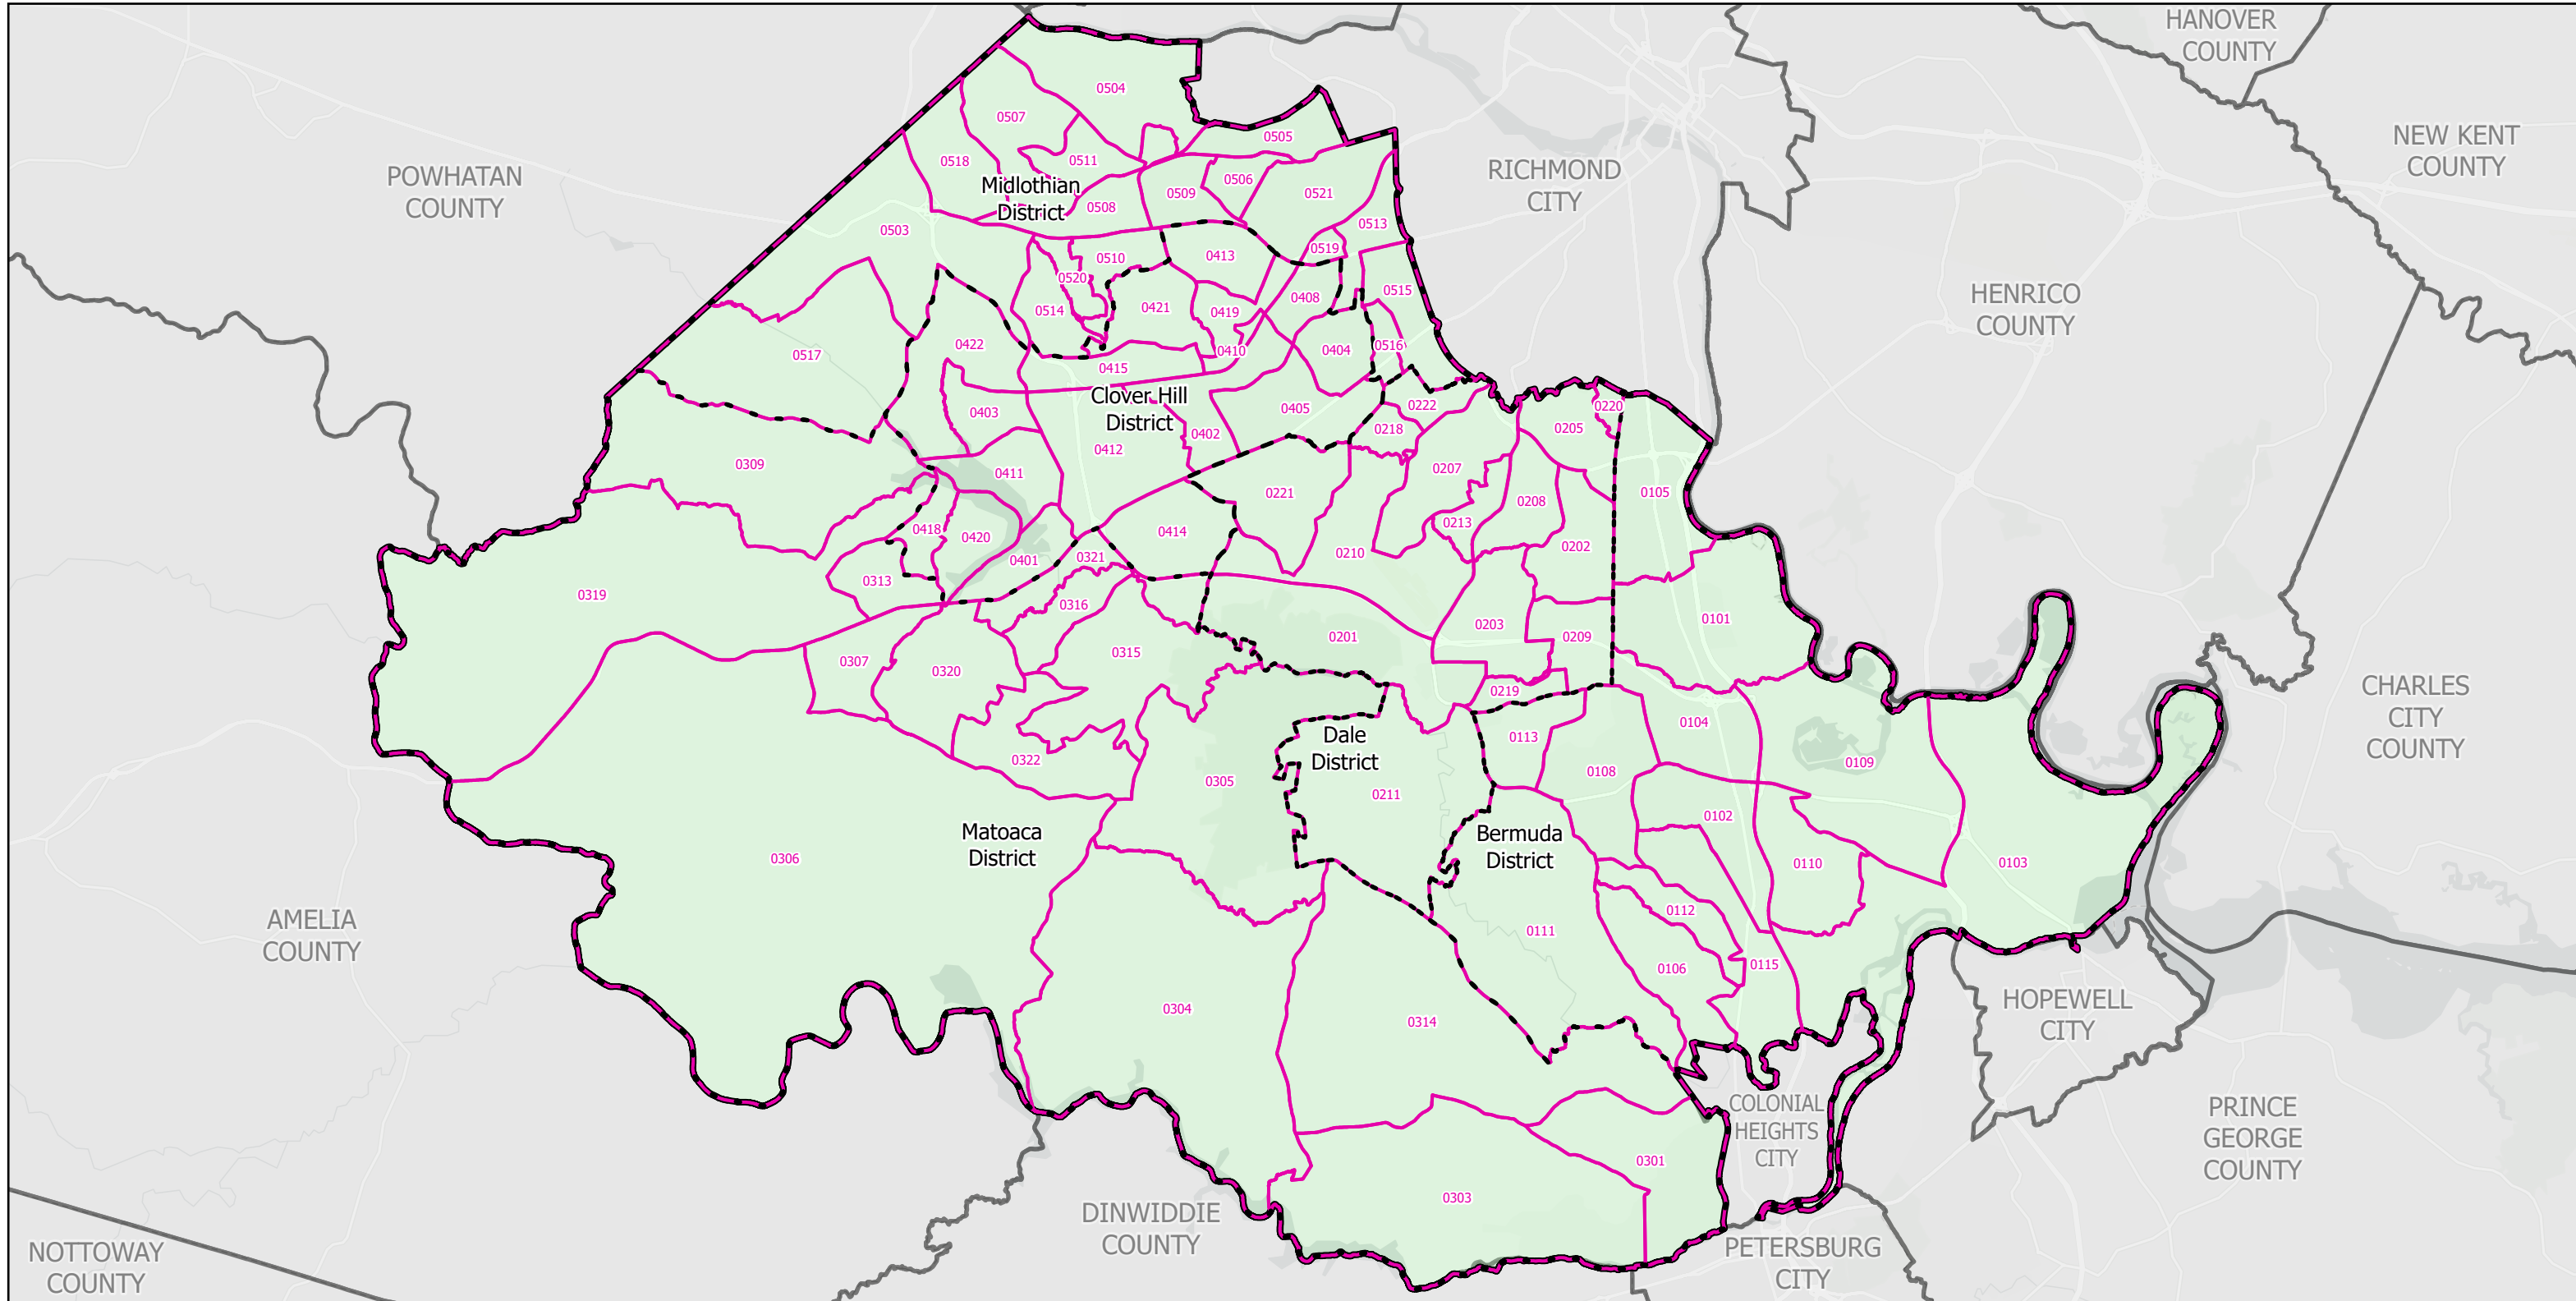 HANOVER
COUNTY
0504
0507
0505
NEW KENT
COUNTY
0518
0511
RICHMOND
CITY
POWHATAN
COUNTY
Midlothian
District
0509
0506
0521
0508
0503
0513
0519
0510
0413
0520
HENRICO
COUNTY
0514
0421
0419
0408
0515
0517
0422
0415
0410
0404
0516
Clover Hill
District
0403
0405
0222
0220
0402
0218
0205
0412
0309
0411
0207
0221
0208
0105
0418
0420
0414
0213
0210
0202
0401
0321
0313
0319
0316
0201
0203
0209
0101
0307
0320
0315
0219
CHARLES
CITY
COUNTY
0104
Dale
District
0113
0322
0305
0211
0108
0109
0102
Matoaca
District
Bermuda
District
0306
0110
0103
AMELIA
COUNTY
0112
0111
0106
0115
0304
0314
HOPEWELL
CITY
COLONIAL
HEIGHTS
CITY
PRINCE
GEORGE
COUNTY
0301
0303
DINWIDDIE
COUNTY
NOTTOWAY
COUNTY
PETERSBURG
CITY